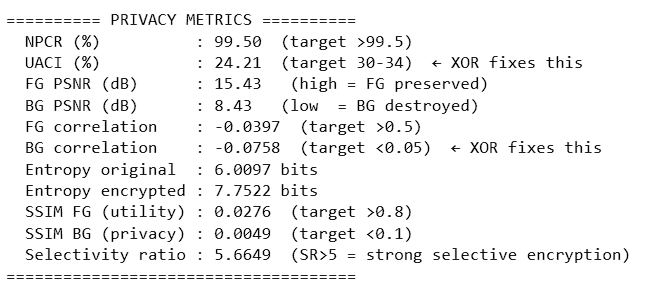 ========== PRIVACY METRICS ==========
NPCR (%) : 99.50 (target >99.5)
UACI (%) : 24.21 (target 30-34) ← XOR fixes this
FG PSNR (dB) : 15.43 (high = FG preserved)
BG PSNR (dB) : 8.43 (low = BG destroyed)
FG correlation : -0.0397 (target >0.5)
BG correlation : -0.0758 (target <0.05) ← XOR fixes this
Entropy original : 6.0097 bits
Entropy encrypted : 7.7522 bits
SSIM FG (utility) : 0.0276 (target >0.8)
SSIM BG (privacy) : 0.0049 (target <0.1)
Selectivity ratio : 5.6649 (SR>5 = strong selective encryption)
=====================================